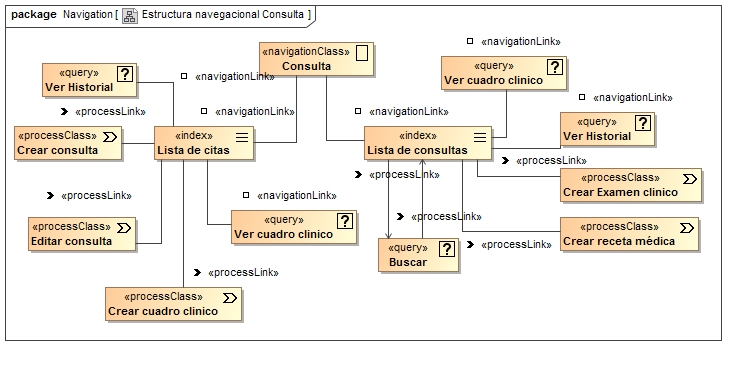 package Navigation [ Estructura navegacional Consulta ]
«navigationClass»
Consulta
«navigationLink»
«query»
Ver Historial
«navigationLink»
«query»
Ver cuadro clinico
«processLink»
«navigationLink»
«navigationLink»
«navigationLink»
«processClass»
Crear consulta
«index»
Lista de citas
«index»
Lista de consultas
«query»
Ver Historial
«processLink»
«processLink»
«processClass»
Crear Examen clinico
«processLink»
«navigationLink»
«processClass»
Editar consulta
«query»
Ver cuadro clinico
«processLink»
«processClass»
Crear receta médica
«processLink»
«query»
Buscar
«processLink»
«processClass»
Crear cuadro clinico